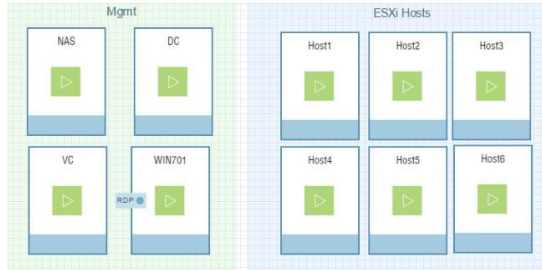 Mgmt
ESXi Hosts
NAS
DC
Host1
Host2
Host3
VC
WIN701
Host4
Host5
Host6
RDP